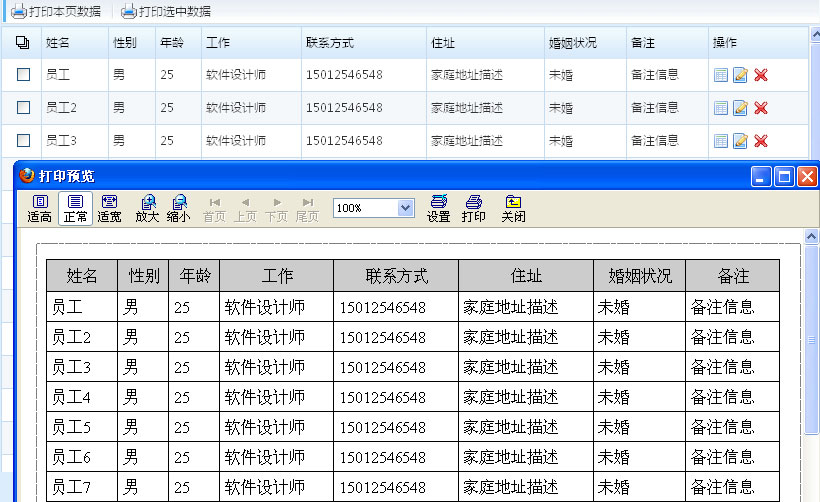 打印本页数据 打印选中数据
姓名 性别 年龄 工作 联系方式 住址 婚姻状况 备注 操作
员工 男 25 软件设计师 15012546548 家庭地址描述 未婚 备注信息
员工2 男 25 软件设计师 15012546548 家庭地址描述 未婚 备注信息
员工3 男 25 软件设计师 15012546548 家庭地址描述 未婚 备注信息
打印预览
适高 正常 适宽 放大 缩小 首页 上页 下页 尾页 100% 设置 打印 关闭
姓名 性别 年龄 工作 联系方式 住址 婚姻状况 备注
员工 男 25 软件设计师 15012546548 家庭地址描述 未婚 备注信息
员工2 男 25 软件设计师 15012546548 家庭地址描述 未婚 备注信息
员工3 男 25 软件设计师 15012546548 家庭地址描述 未婚 备注信息
员工4 男 25 软件设计师 15012546548 家庭地址描述 未婚 备注信息
员工5 男 25 软件设计师 15012546548 家庭地址描述 未婚 备注信息
员工6 男 25 软件设计师 15012546548 家庭地址描述 未婚 备注信息
员工7 男 25 软件设计师 15012546548 家庭地址描述 未婚 备注信息